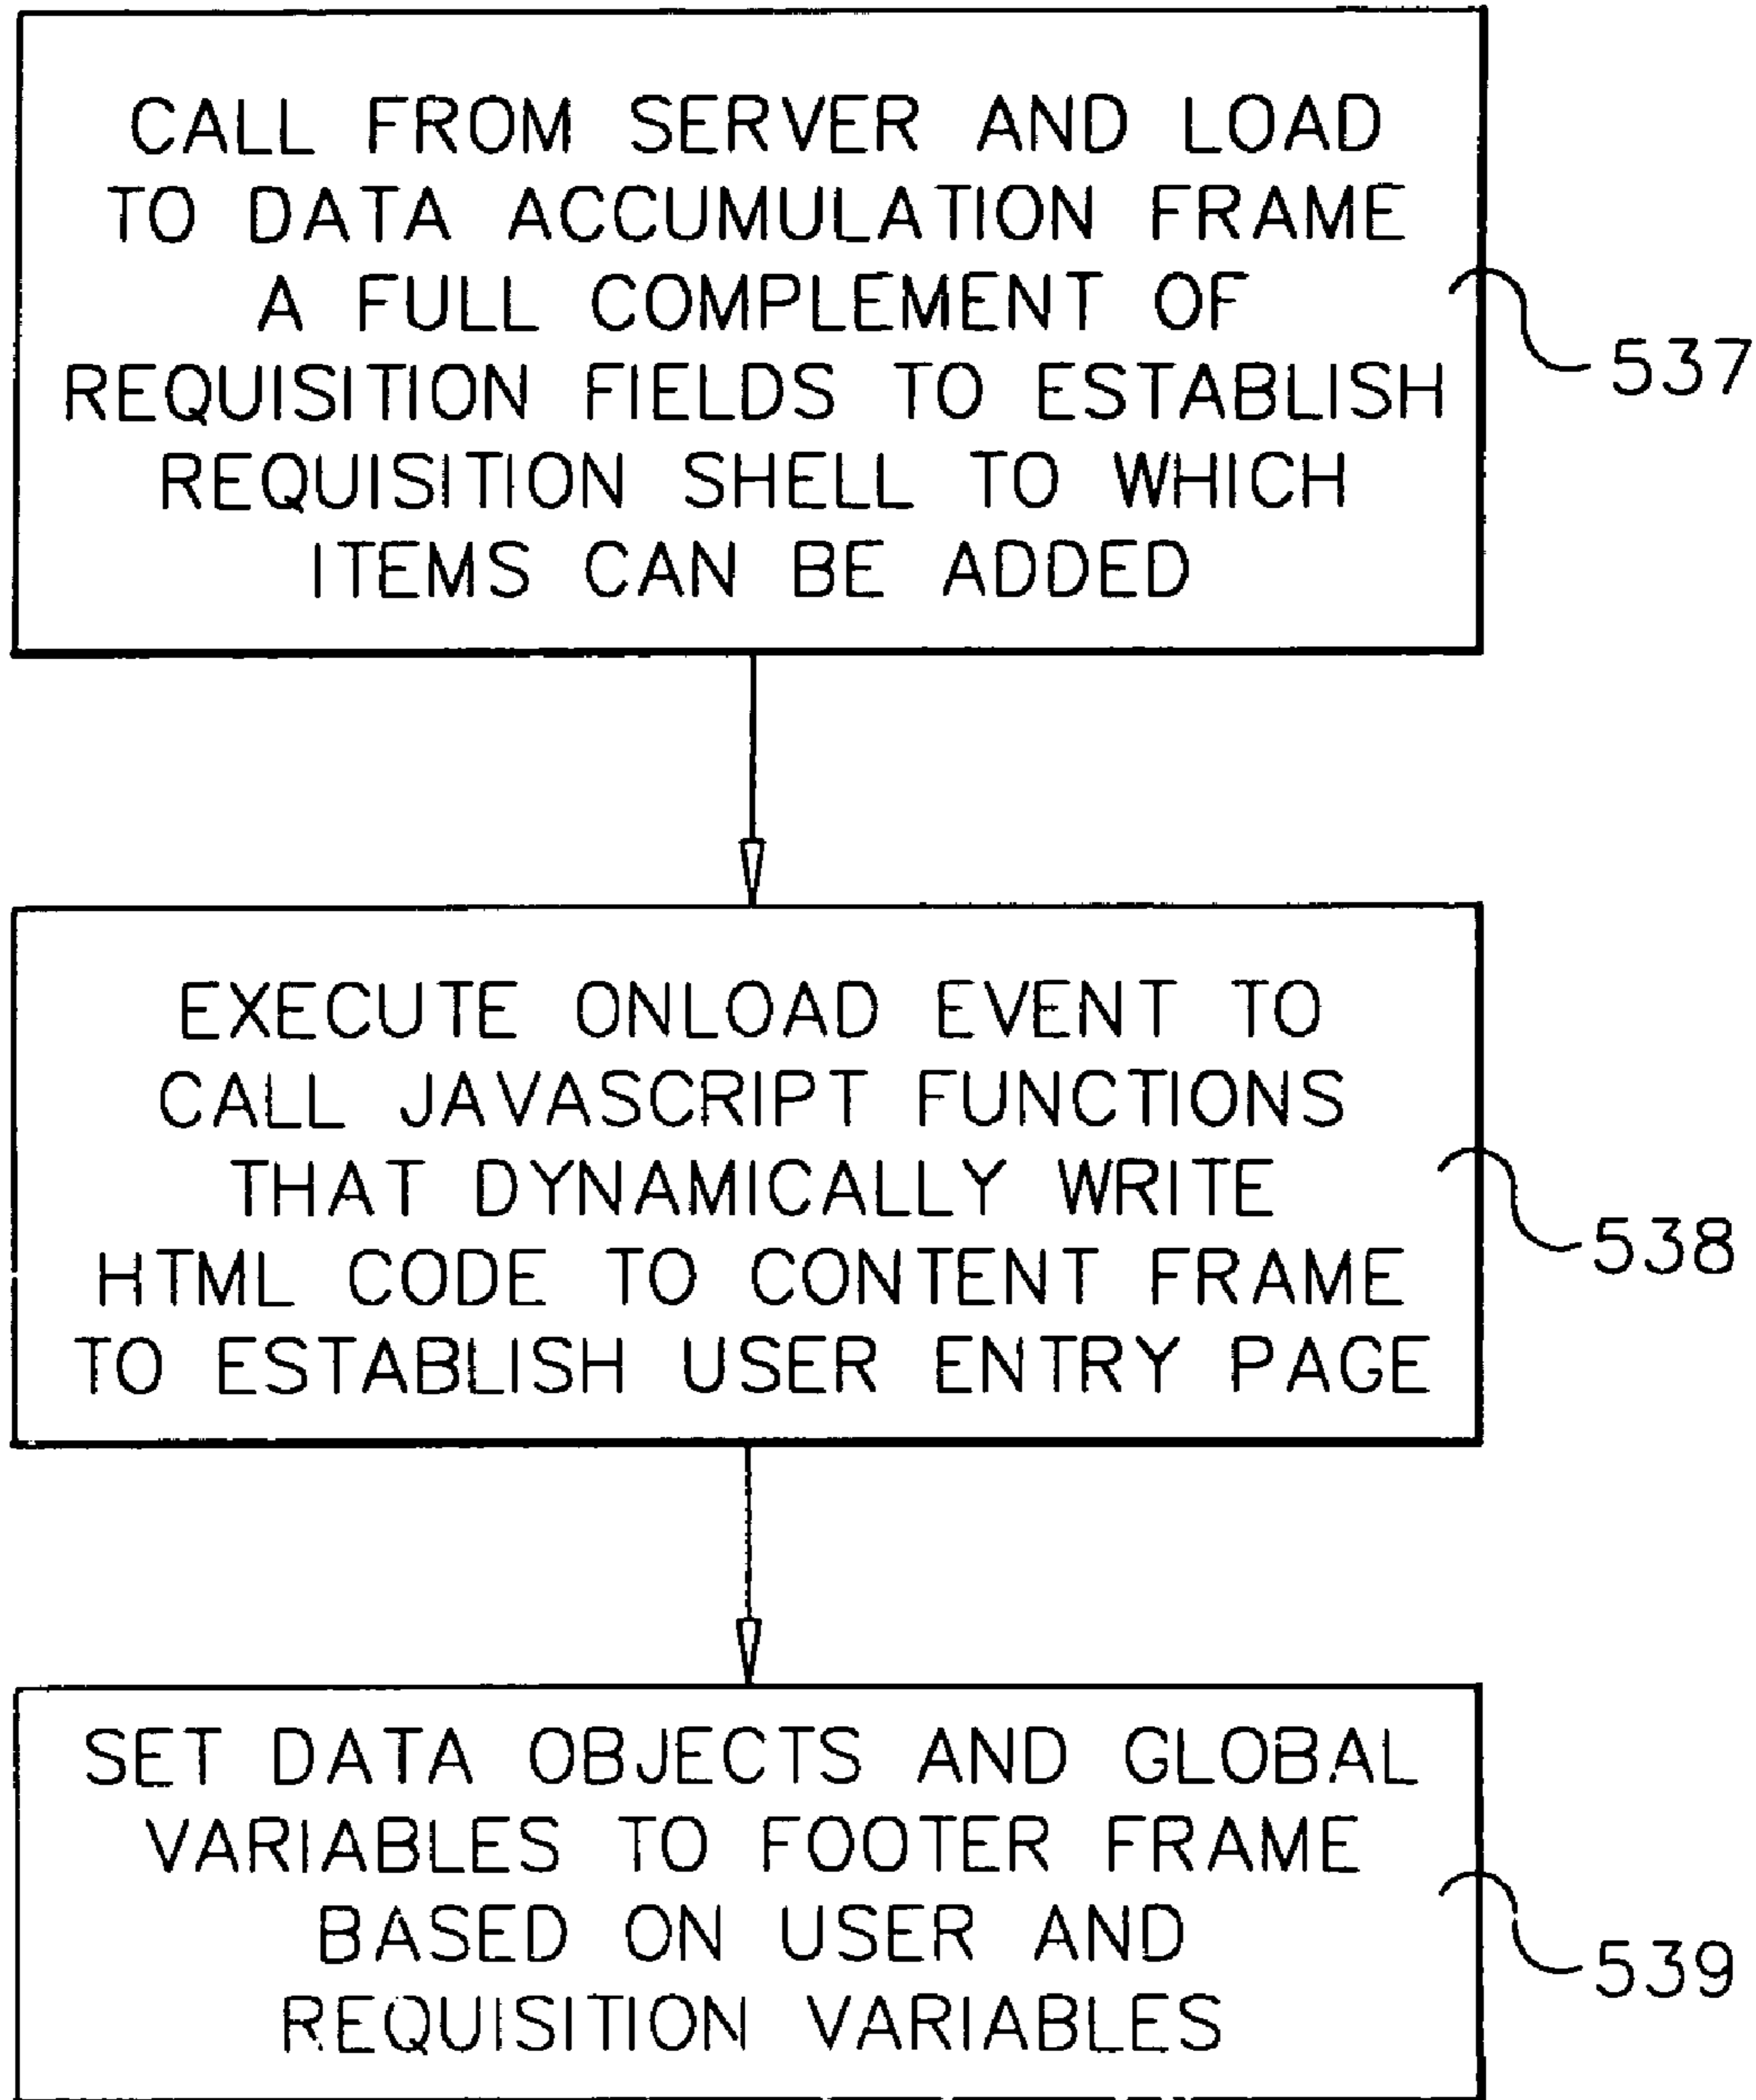 CALL FROM SERVER AND LOAD
TO DATA ACCUMULATION FRAME
A FULL COMPLEMENT OF
REQUISITION FIELDS TO ESTABLISH
REQUISITION SHELL TO WHICH
ITEMS CAN BE ADDED
537
EXECUTE ONLOAD EVENT TO
CALL JAVASCRIPT FUNCTIONS
THAT DYNAMICALLY WRITE
HTML CODE TO CONTENT FRAME
TO ESTABLISH USER ENTRY PAGE
538
SET DATA OBJECTS AND GLOBAL
VARIABLES TO FOOTER FRAME
BASED ON USER AND
REQUISITION VARIABLES
539